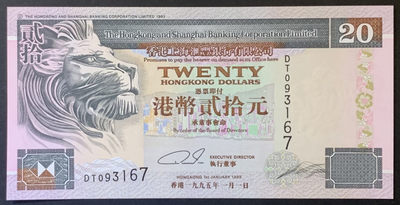 © THE HONGKONG AND SHANGHAI BANKING CORPORATION LIMITED 1993
貳拾
The Hongkong and Shanghai Banking Corporation Limited
20
香港上海滙豐銀行有限公司
Promises to pay the bearer on demand at its Office here
DT093167
TWENTY
HONGKONG DOLLARS
憑票即付
港幣貳拾元
承董事會命
By order of the Board of Directors
EXECUTIVE DIRECTOR
執行董事
DT093167
HONGKONG 1ST JANUARY 1995
香港一九九五年一月一日